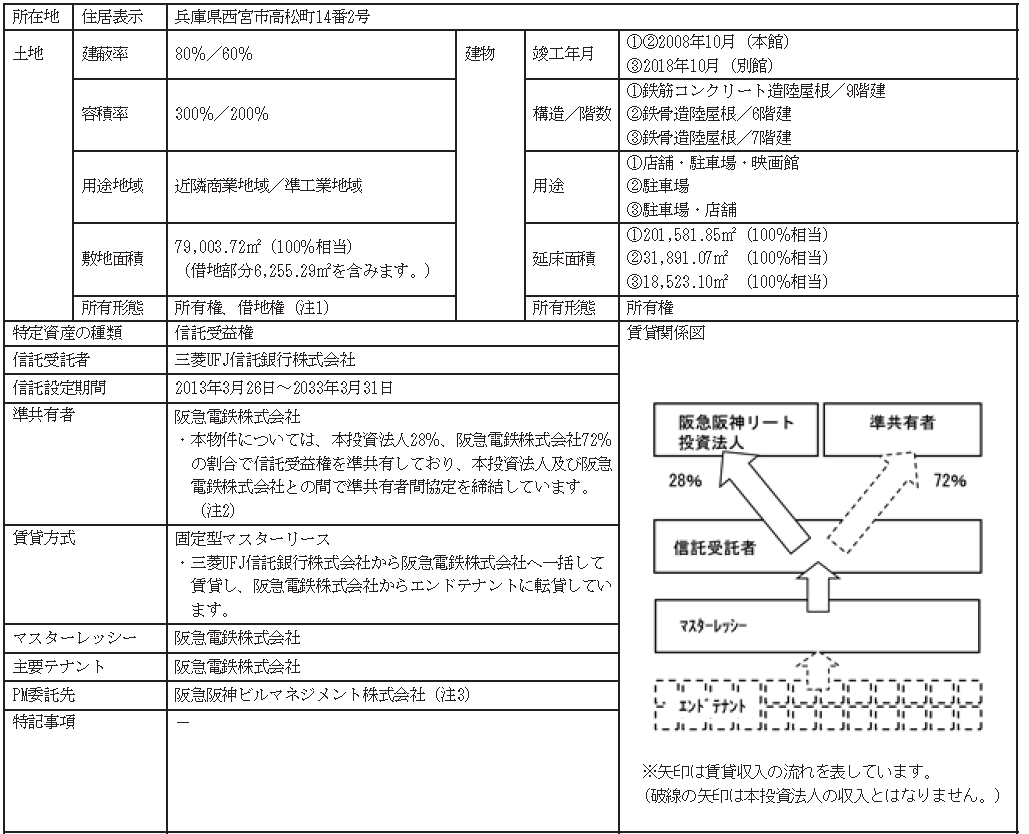 所在地 住居表示 兵庫県西宮市高松町14番2号
土地 建蔽率 80%／60%
容積率 300%／200%
用途地域 近隣商業地域／準工業地域
敷地面積 79,003.72㎡（100%相当）
（借地部分6,255.29㎡を含みます。）
所有形態 所有権、借地権（注1）
建物 竣工年月 ①②2008年10月（本館）
③2018年10月（別館）
構造／階数 ①鉄筋コンクリート造陸屋根／9階建
②鉄骨造陸屋根／6階建
③鉄骨造陸屋根／7階建
用途 ①店舗・駐車場・映画館
②駐車場
③駐車場・店舗
延床面積 ①201,581.85㎡（100%相当）
②31,891.07㎡ （100%相当）
③18,523.10㎡ （100%相当）
所有形態 所有権
特定資産の種類 信託受益権
信託受託者 三菱UFJ信託銀行株式会社
信託設定期間 2013年3月26日～2033年3月31日
準共有者 阪急電鉄株式会社
・本物件については、本投資法人28%、阪急電鉄株式会社72%
の割合で信託受益権を準共有しており、本投資法人及び阪急
電鉄株式会社との間で準共有者間協定を締結しています。
（注2）
賃貸方式 固定型マスターリース
・三菱UFJ信託銀行株式会社から阪急電鉄株式会社へ一括して
賃貸し、阪急電鉄株式会社からエンドテナントに転貸してい
ます。
マスターレッシー 阪急電鉄株式会社
主要テナント 阪急電鉄株式会社
PM委託先 阪急阪神ビルマネジメント株式会社（注3）
特記事項 －
賃貸関係図
阪急阪神リート
投資法人
準共有者
28% 72%
信託受託者
ﾏｽﾀｰﾚｯｼｰ
ｴﾝﾄﾞﾃﾅﾝﾄ
※矢印は賃貸収入の流れを表しています。
（破線の矢印は本投資法人の収入とはなりません。）